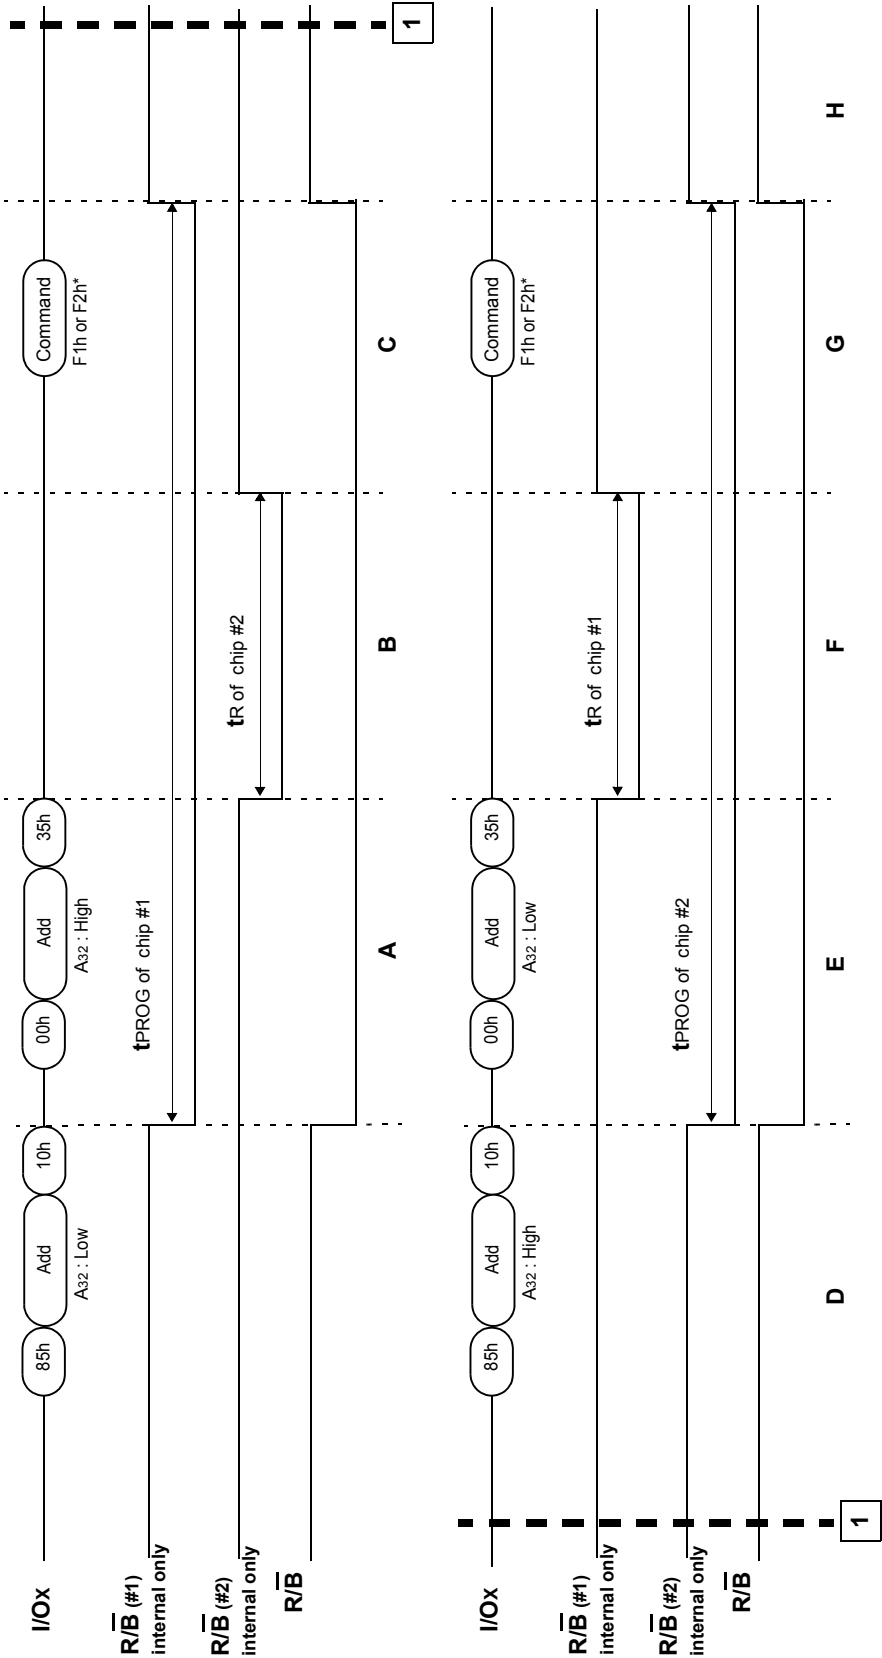 I/Ox
85h
Add
10h
00h
Add
35h
Command
A32 : Low
A32 : High
F1h or F2h*
R/B (#1)
internal only
tPROG of chip #1
R/B (#2)
internal only
tR of chip #2
R/B
A
B
C
1
I/Ox
85h
Add
10h
00h
Add
35h
Command
A32 : High
A32 : Low
F1h or F2h*
R/B (#1)
internal only
tR of chip #1
R/B (#2)
internal only
tPROG of chip #2
R/B
D
E
F
G
H
1